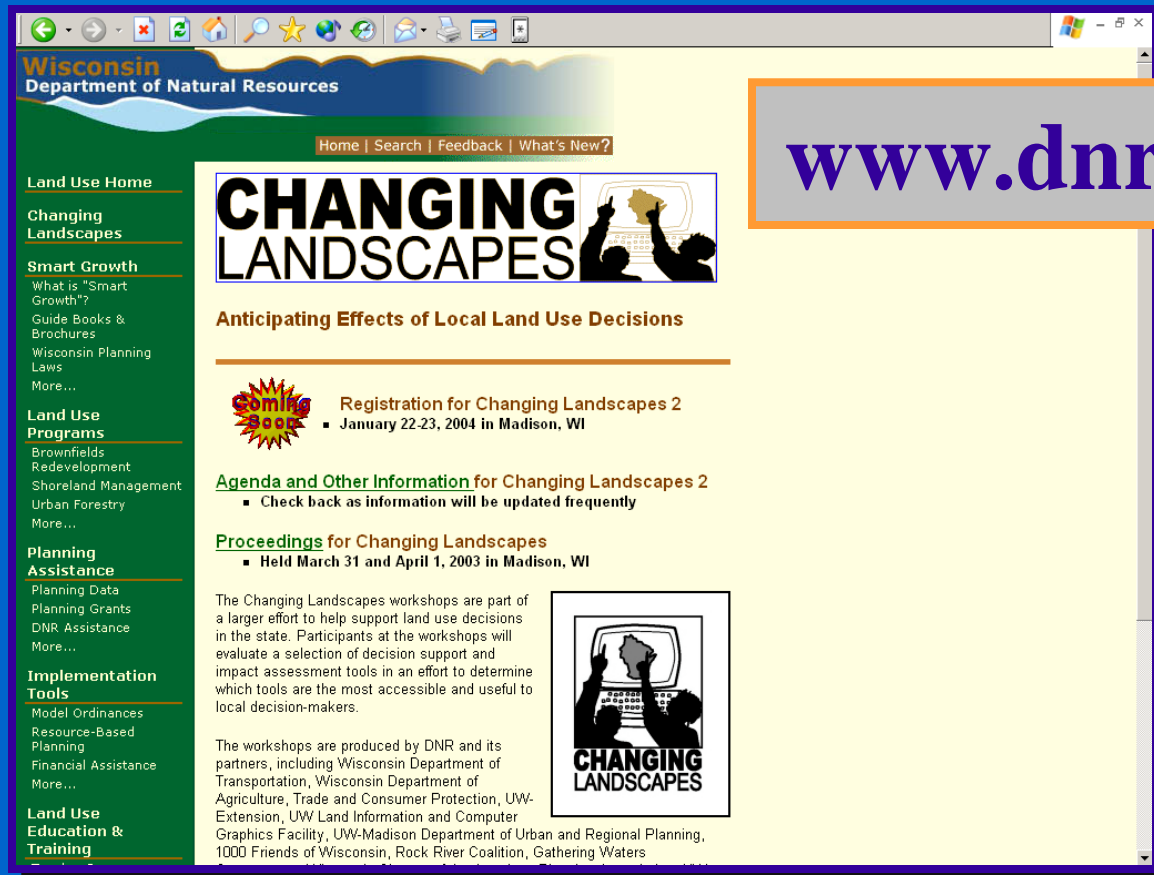 Wisconsin
Department of Natural Resources
Home | Search | Feedback | What's New?
www.dnr
Land Use Home
Changing
Landscapes
Smart Growth
What is "Smart
Growth"?
Guide Books &
Brochures
Wisconsin Planning
Laws
More...
Land Use
Programs
Brownfields
Redevelopment
Shoreland Management
Urban Forestry
More...
Planning
Assistance
Planning Data
Planning Grants
DNR Assistance
More...
Implementation
Tools
Model Ordinances
Resource-Based
Planning
Financial Assistance
More...
Land Use
Education &
Training
CHANGING
LANDSCAPES
Anticipating Effects of Local Land Use Decisions
Coming
Soon
Registration for Changing Landscapes 2
January 22-23, 2004 in Madison, WI
Agenda and Other Information for Changing Landscapes 2
Check back as information will be updated frequently
Proceedings for Changing Landscapes
Held March 31 and April 1, 2003 in Madison, WI
The Changing Landscapes workshops are part of
a larger effort to help support land use decisions
in the state. Participants at the workshops will
evaluate a selection of decision support and
impact assessment tools in an effort to determine
which tools are the most accessible and useful to
local decision-makers.
CHANGING
LANDSCAPES
The workshops are produced by DNR and its
partners, including Wisconsin Department of
Transportation, Wisconsin Department of
Agriculture, Trade and Consumer Protection, UW-
Extension, UW Land Information and Computer
Graphics Facility, UW-Madison Department of Urban and Regional Planning,
1000 Friends of Wisconsin, Rock River Coalition, Gathering Waters